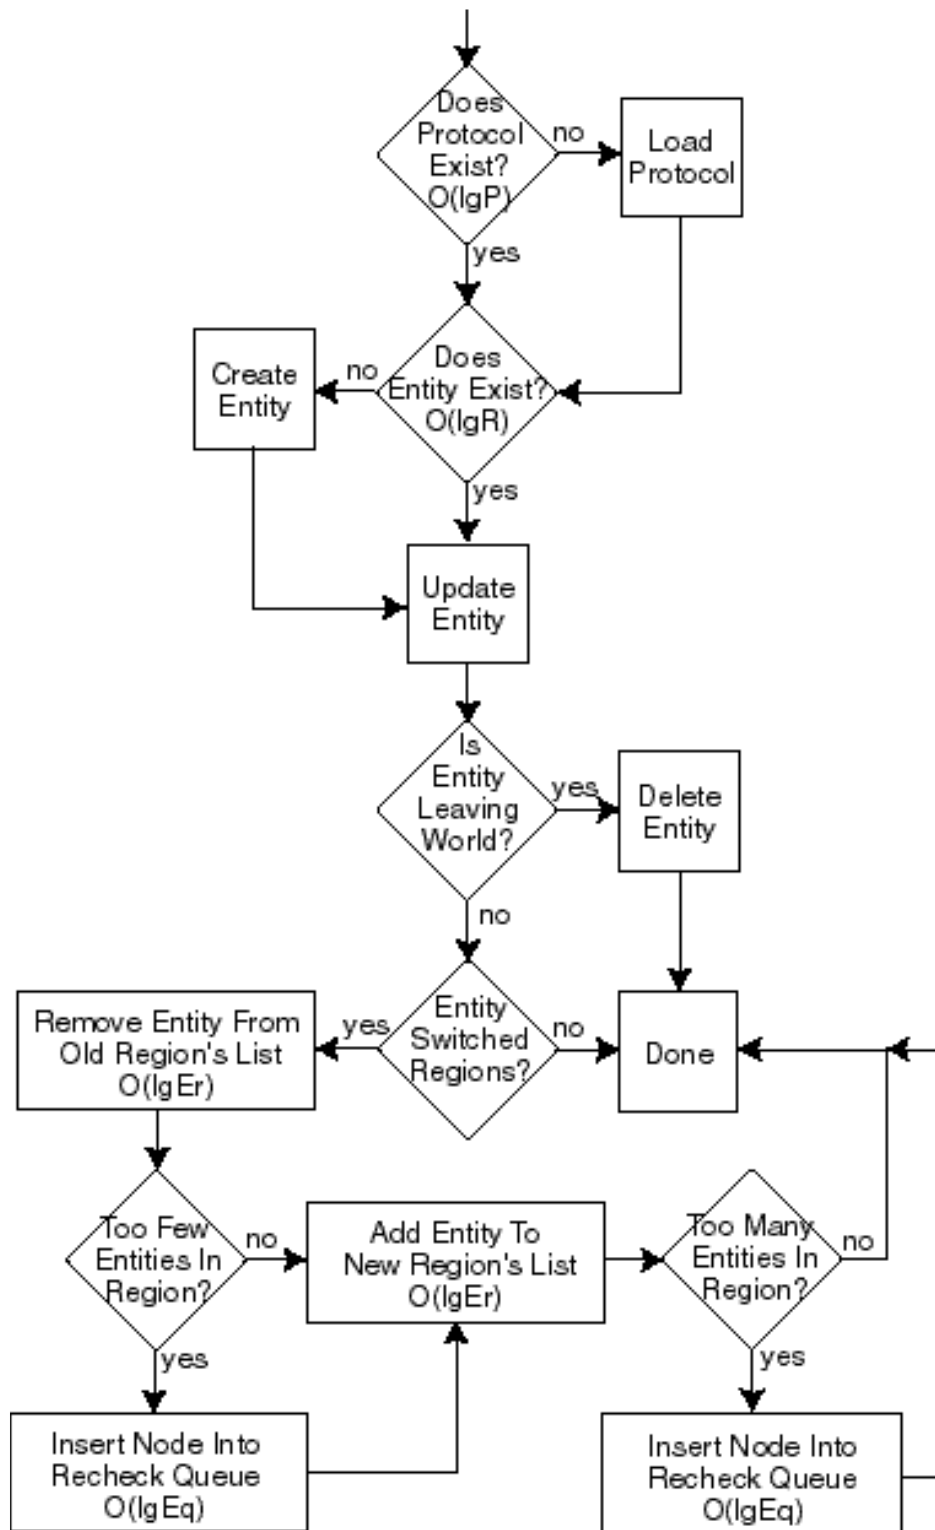 Does
Protocol
Exist?
O(lgP)
no
Load
Protocol
yes
Does
Entity Exist?
O(lgR)
no
Create
Entity
yes
Update
Entity
Is
Entity
Leaving
World?
yes
Delete
Entity
no
Entity
Switched
Regions?
yes
no
Remove Entity From
Old Region's List
O(lgEr)
Done
Too Few
Entities In
Region?
no
Add Entity To
New Region's List
O(lgEr)
Too Many
Entities In
Region?
no
yes
yes
Insert Node Into
Recheck Queue
O(lgEq)
Insert Node Into
Recheck Queue
O(lgEq)